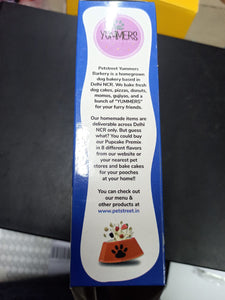 YUMMERS
Petstreet Yummers
Barkery is a homegrown
dog bakery based in
Delhi NCR. We bake fresh
dog cakes, pizzas, donuts,
momos, gujiyas, and a
bunch of "YUMMERS"
for your furry friends.
Our homemade items are
deliverable across Delhi
NCR only. But guess
what? You could buy
our Pupcake Premix
in 8 different flavors
from our website or
your nearest pet
stores and bake cakes
for your pooches
at your home!!
You can check out
our menu &
other products at
www.petstreet.in